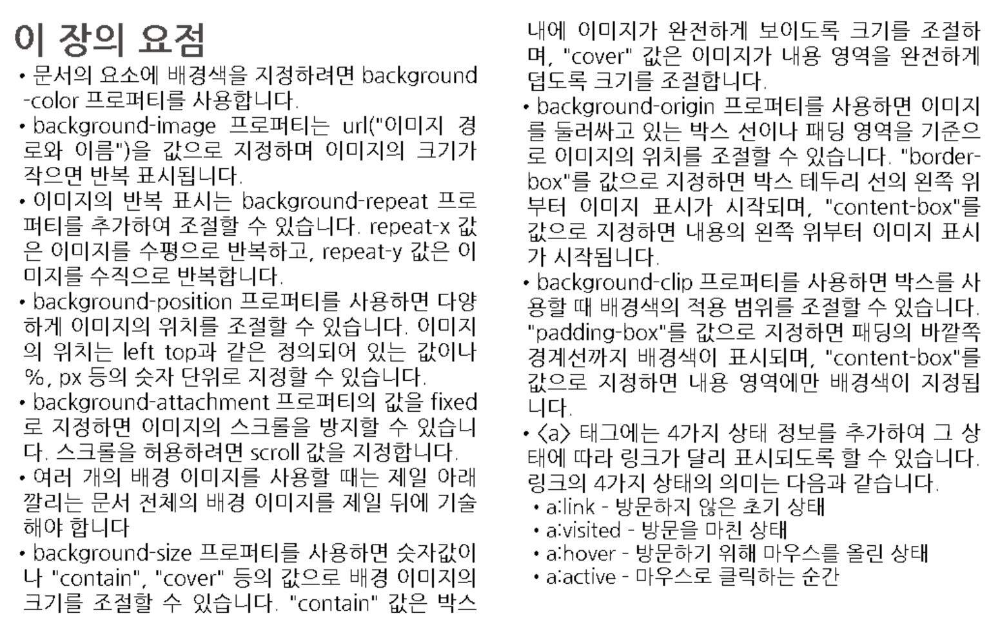 이 장의 요점
• 문서의 요소에 배경색을 지정하려면 background
-color 프로퍼티를 사용합니다.
• background-image 프로퍼티는 url("이미지 경
로와 이름")을 값으로 지정하며 이미지의 크기가
작으면 반복 표시됩니다.
• 이미지의 반복 표시는 background-repeat 프로
퍼티를 추가하여 조절할 수 있습니다. repeat-x 값
은 이미지를 수평으로 반복하고, repeat-y 값은 이
미지를 수직으로 반복합니다.
• background-position 프로퍼티를 사용하면 다양
하게 이미지의 위치를 조절할 수 있습니다. 이미지
의 위치는 left top과 같은 정의되어 있는 값이나
%, px 등의 숫자 단위로 지정할 수 있습니다.
• background-attachment 프로퍼티의 값을 fixed
로 지정하면 이미지의 스크롤을 방지할 수 있습니
다. 스크롤을 허용하려면 scroll 값을 지정합니다.
• 여러 개의 배경 이미지를 사용할 때는 제일 아래
깔리는 문서 전체의 배경 이미지를 제일 뒤에 기술
해야 합니다
• background-size 프로퍼티를 사용하면 숫자값이
나 "contain", "cover" 등의 값으로 배경 이미지의
크기를 조절할 수 있습니다. "contain" 값은 박스
내에 이미지가 완전하게 보이도록 크기를 조절하
며, "cover" 값은 이미지가 내용 영역을 완전하게
덥도록 크기를 조절합니다.
• background-origin 프로퍼티를 사용하면 이미지
를 둘러싸고 있는 박스 선이나 패딩 영역을 기준으
로 이미지의 위치를 조절할 수 있습니다. "border-
box"를 값으로 지정하면 박스 테두리 선의 왼쪽 위
부터 이미지 표시가 시작되며, "content-box"를
값으로 지정하면 내용의 왼쪽 위부터 이미지 표시
가 시작됩니다.
• background-clip 프로퍼티를 사용하면 박스를 사
용할 때 배경색의 적용 범위를 조절할 수 있습니다.
"padding-box"를 값으로 지정하면 패딩의 바깥쪽
경계선까지 배경색이 표시되며, "content-box"를
값으로 지정하면 내용 영역에만 배경색이 지정됩
니다.
• 〈a〉 태그에는 4가지 상태 정보를 추가하여 그 상
태에 따라 링크가 달리 표시되도록 할 수 있습니다.
링크의 4가지 상태의 의미는 다음과 같습니다.
• a:link - 방문하지 않은 초기 상태
• a:visited - 방문을 마친 상태
• a:hover - 방문하기 위해 마우스를 올린 상태
• a:active - 마우스로 클릭하는 순간